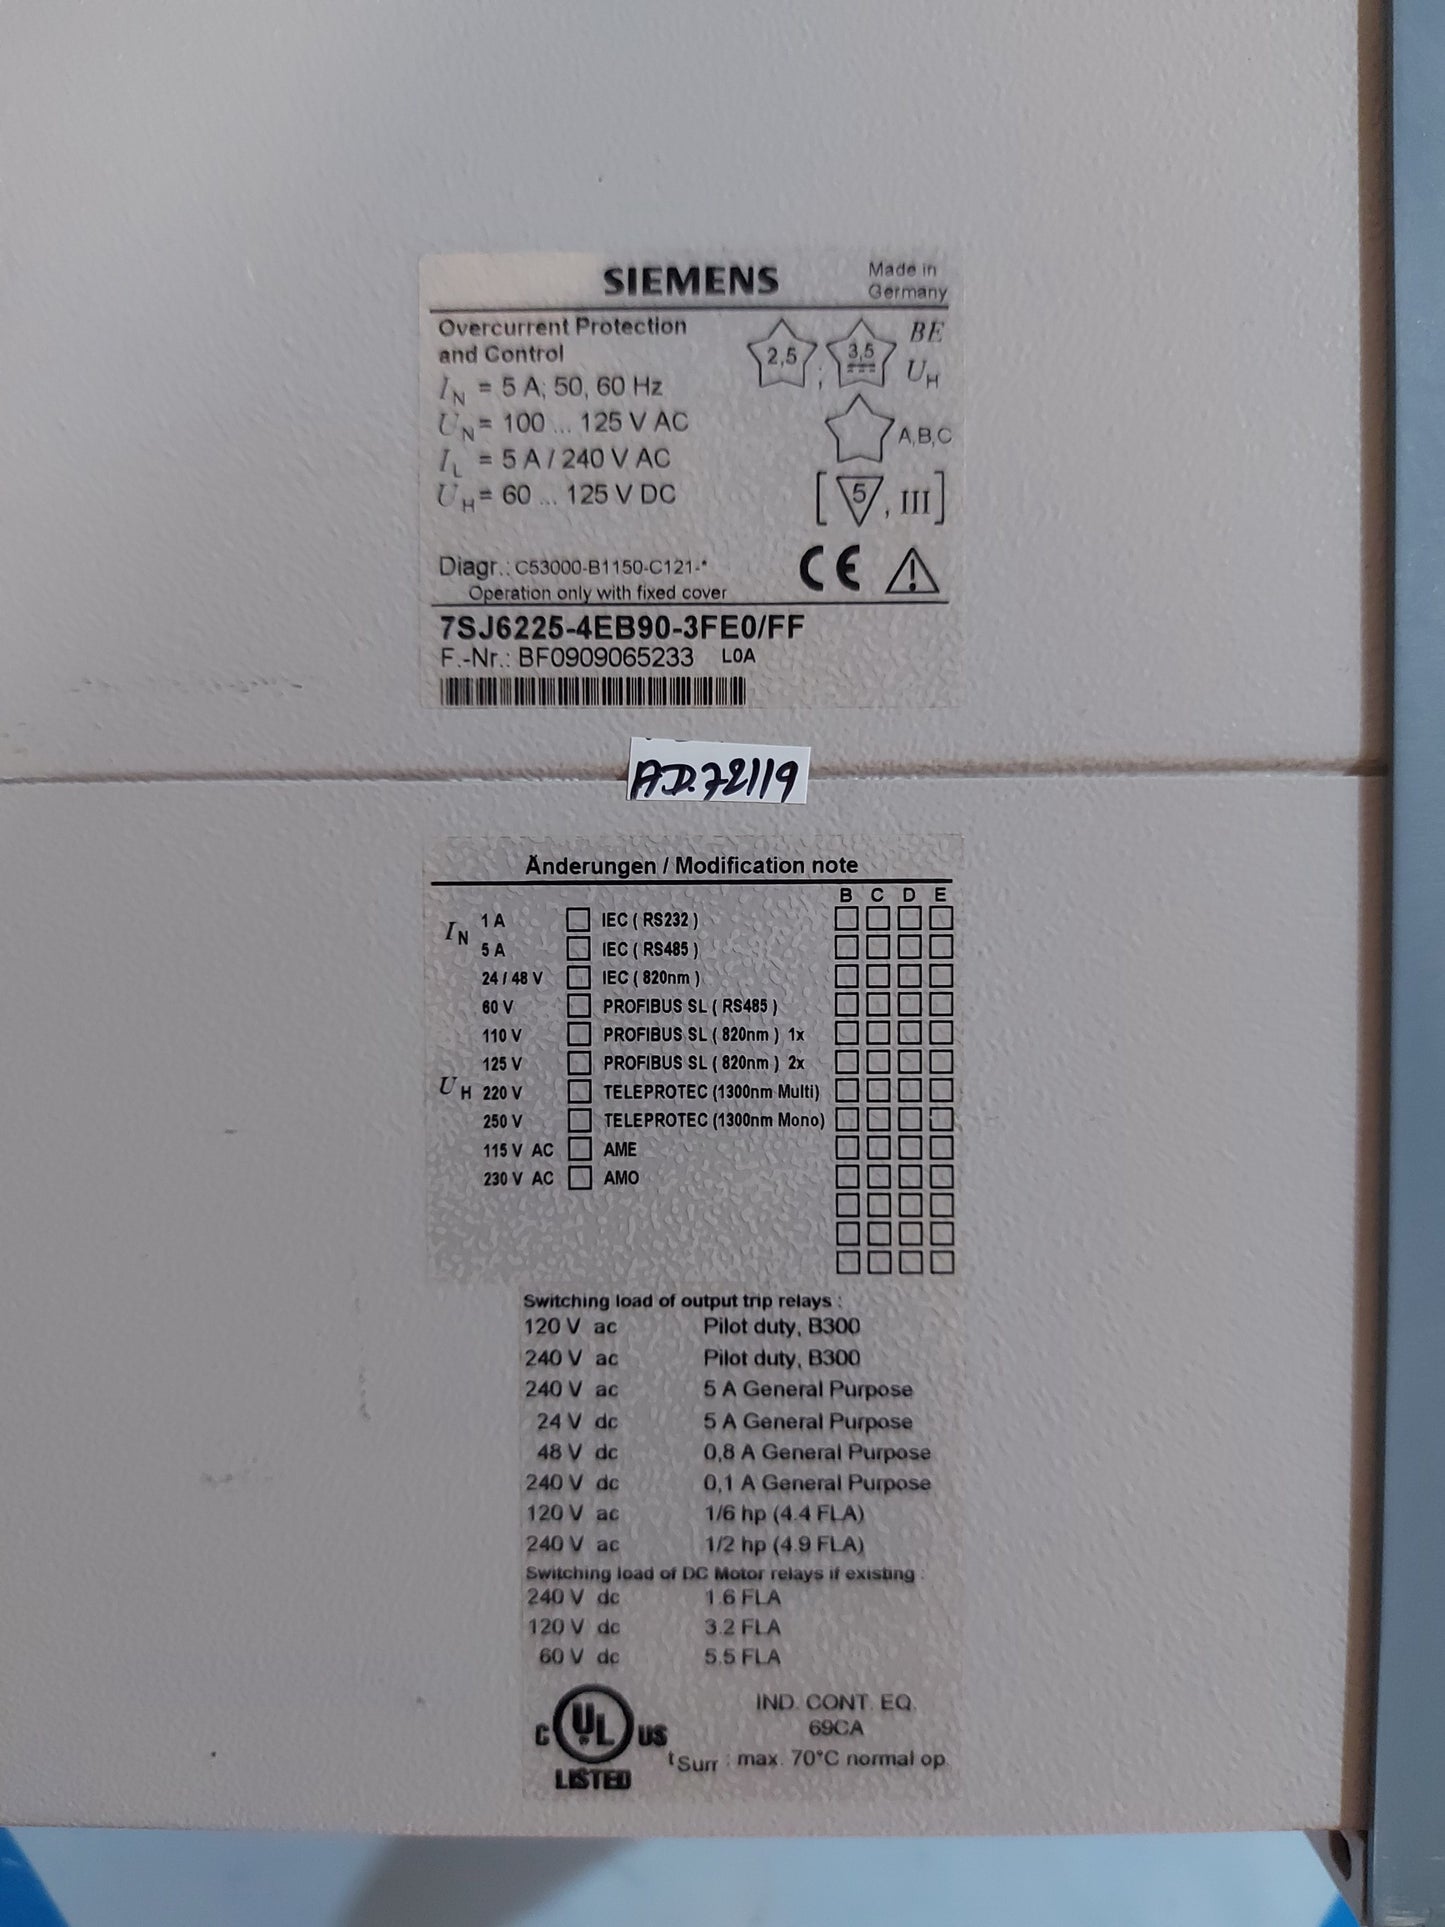 SIEMENS
Made in
Germany
Overcurrent Protection
and Control
IN = 5 A; 50, 60 Hz
UN = 100 ... 125 V AC
IL = 5 A / 240 V AC
UH = 60 ... 125 V DC
2,5 ; 3,5 BE
UH
A,B,C
[ 5 , III ]
Diagr.: C53000-B1150-C121-*
Operation only with fixed cover
CE
7SJ6225-4EB90-3FE0/FF
F.-Nr.: BF0909065233 L0A
AD.72119
Änderungen / Modification note
B C D E
IN 1 A IEC ( RS232 )
5 A IEC ( RS485 )
24 / 48 V IEC ( 820nm )
60 V PROFIBUS SL ( RS485 )
110 V PROFIBUS SL ( 820nm ) 1x
125 V PROFIBUS SL ( 820nm ) 2x
UH 220 V TELEPROTEC (1300nm Multi)
250 V TELEPROTEC (1300nm Mono)
115 V AC AME
230 V AC AMO
Switching load of output trip relays :
120 V ac Pilot duty, B300
240 V ac Pilot duty, B300
240 V ac 5 A General Purpose
24 V dc 5 A General Purpose
48 V dc 0,8 A General Purpose
240 V dc 0,1 A General Purpose
120 V ac 1/6 hp (4.4 FLA)
240 V ac 1/2 hp (4.9 FLA)
Switching load of DC Motor relays if existing :
240 V dc 1.6 FLA
120 V dc 3.2 FLA
60 V dc 5.5 FLA
C UL US
LISTED
IND. CONT. EQ.
69CA
tSurr : max. 70°C normal op.